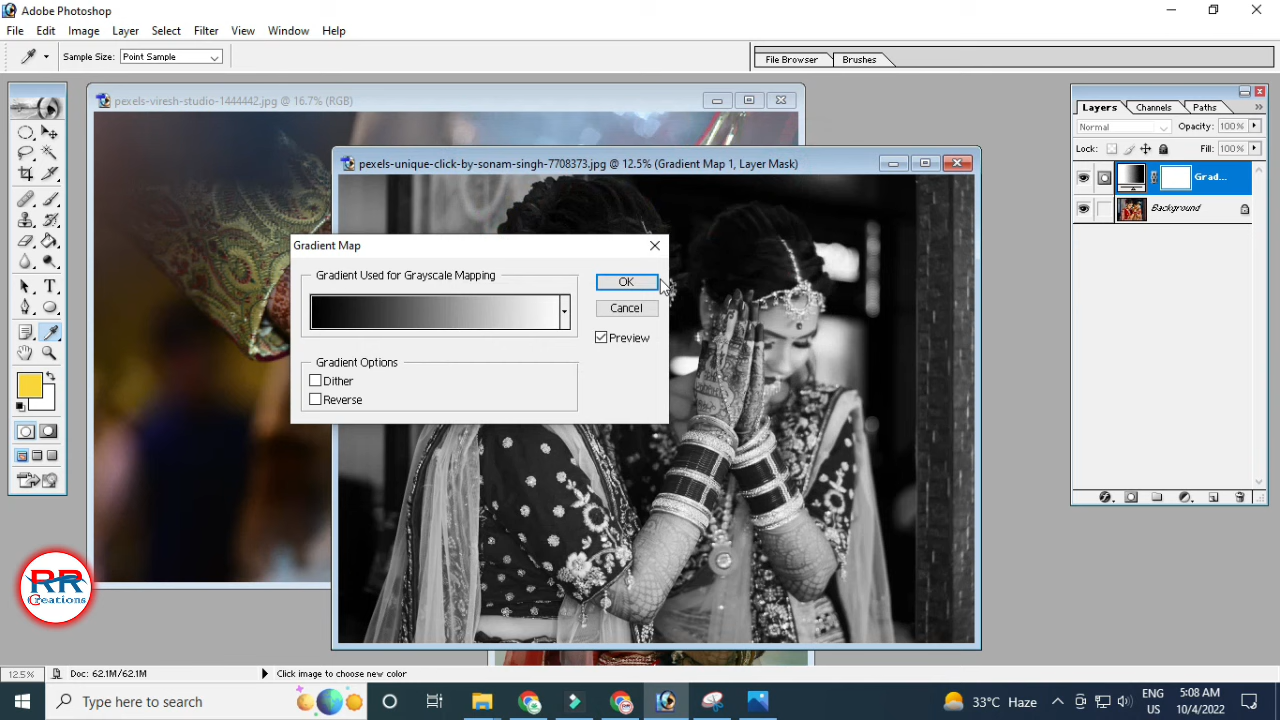 Adobe Photoshop
File Edit Image Layer Select Filter View Window Help
Sample Size: Point Sample
File Browser Brushes
pexels-viresh-studio-1444442.jpg @ 16.7% (RGB)
pexels-unique-click-by-sonam-singh-7708373.jpg @ 12.5% (Gradient Map 1, Layer Mask)
Layers Channels Paths
Normal Opacity: 100%
Lock: Fill: 100%
Grad...
Background
Gradient Map
Gradient Used for Grayscale Mapping
OK
Cancel
Preview
Gradient Options
Dither
Reverse
RR
Creations
12.5% Doc: 62.1M/62.1M Click image to choose new color
Type here to search
33°C Haze
ENG
US
5:08 AM
10/4/2022